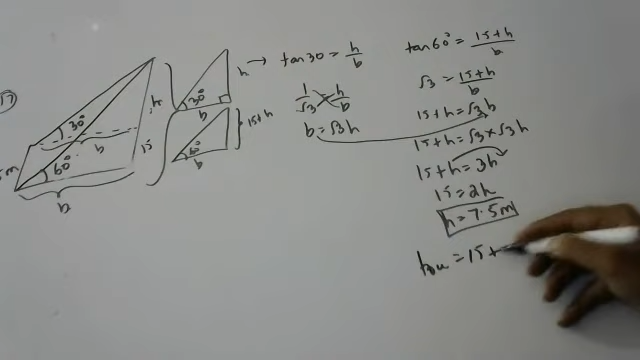 17
30°
60°
h
15
b
b
m
30°
h
b
60°
15+h
b
→ tan30 = h/b
1/√3 = h/b
b = √3h
tan60° = 15+h/b
√3 = 15+h/b
15+h = √3b
15+h = √3×√3h
15+h = 3h
15 = 2h
h = 7.5m
= 15+